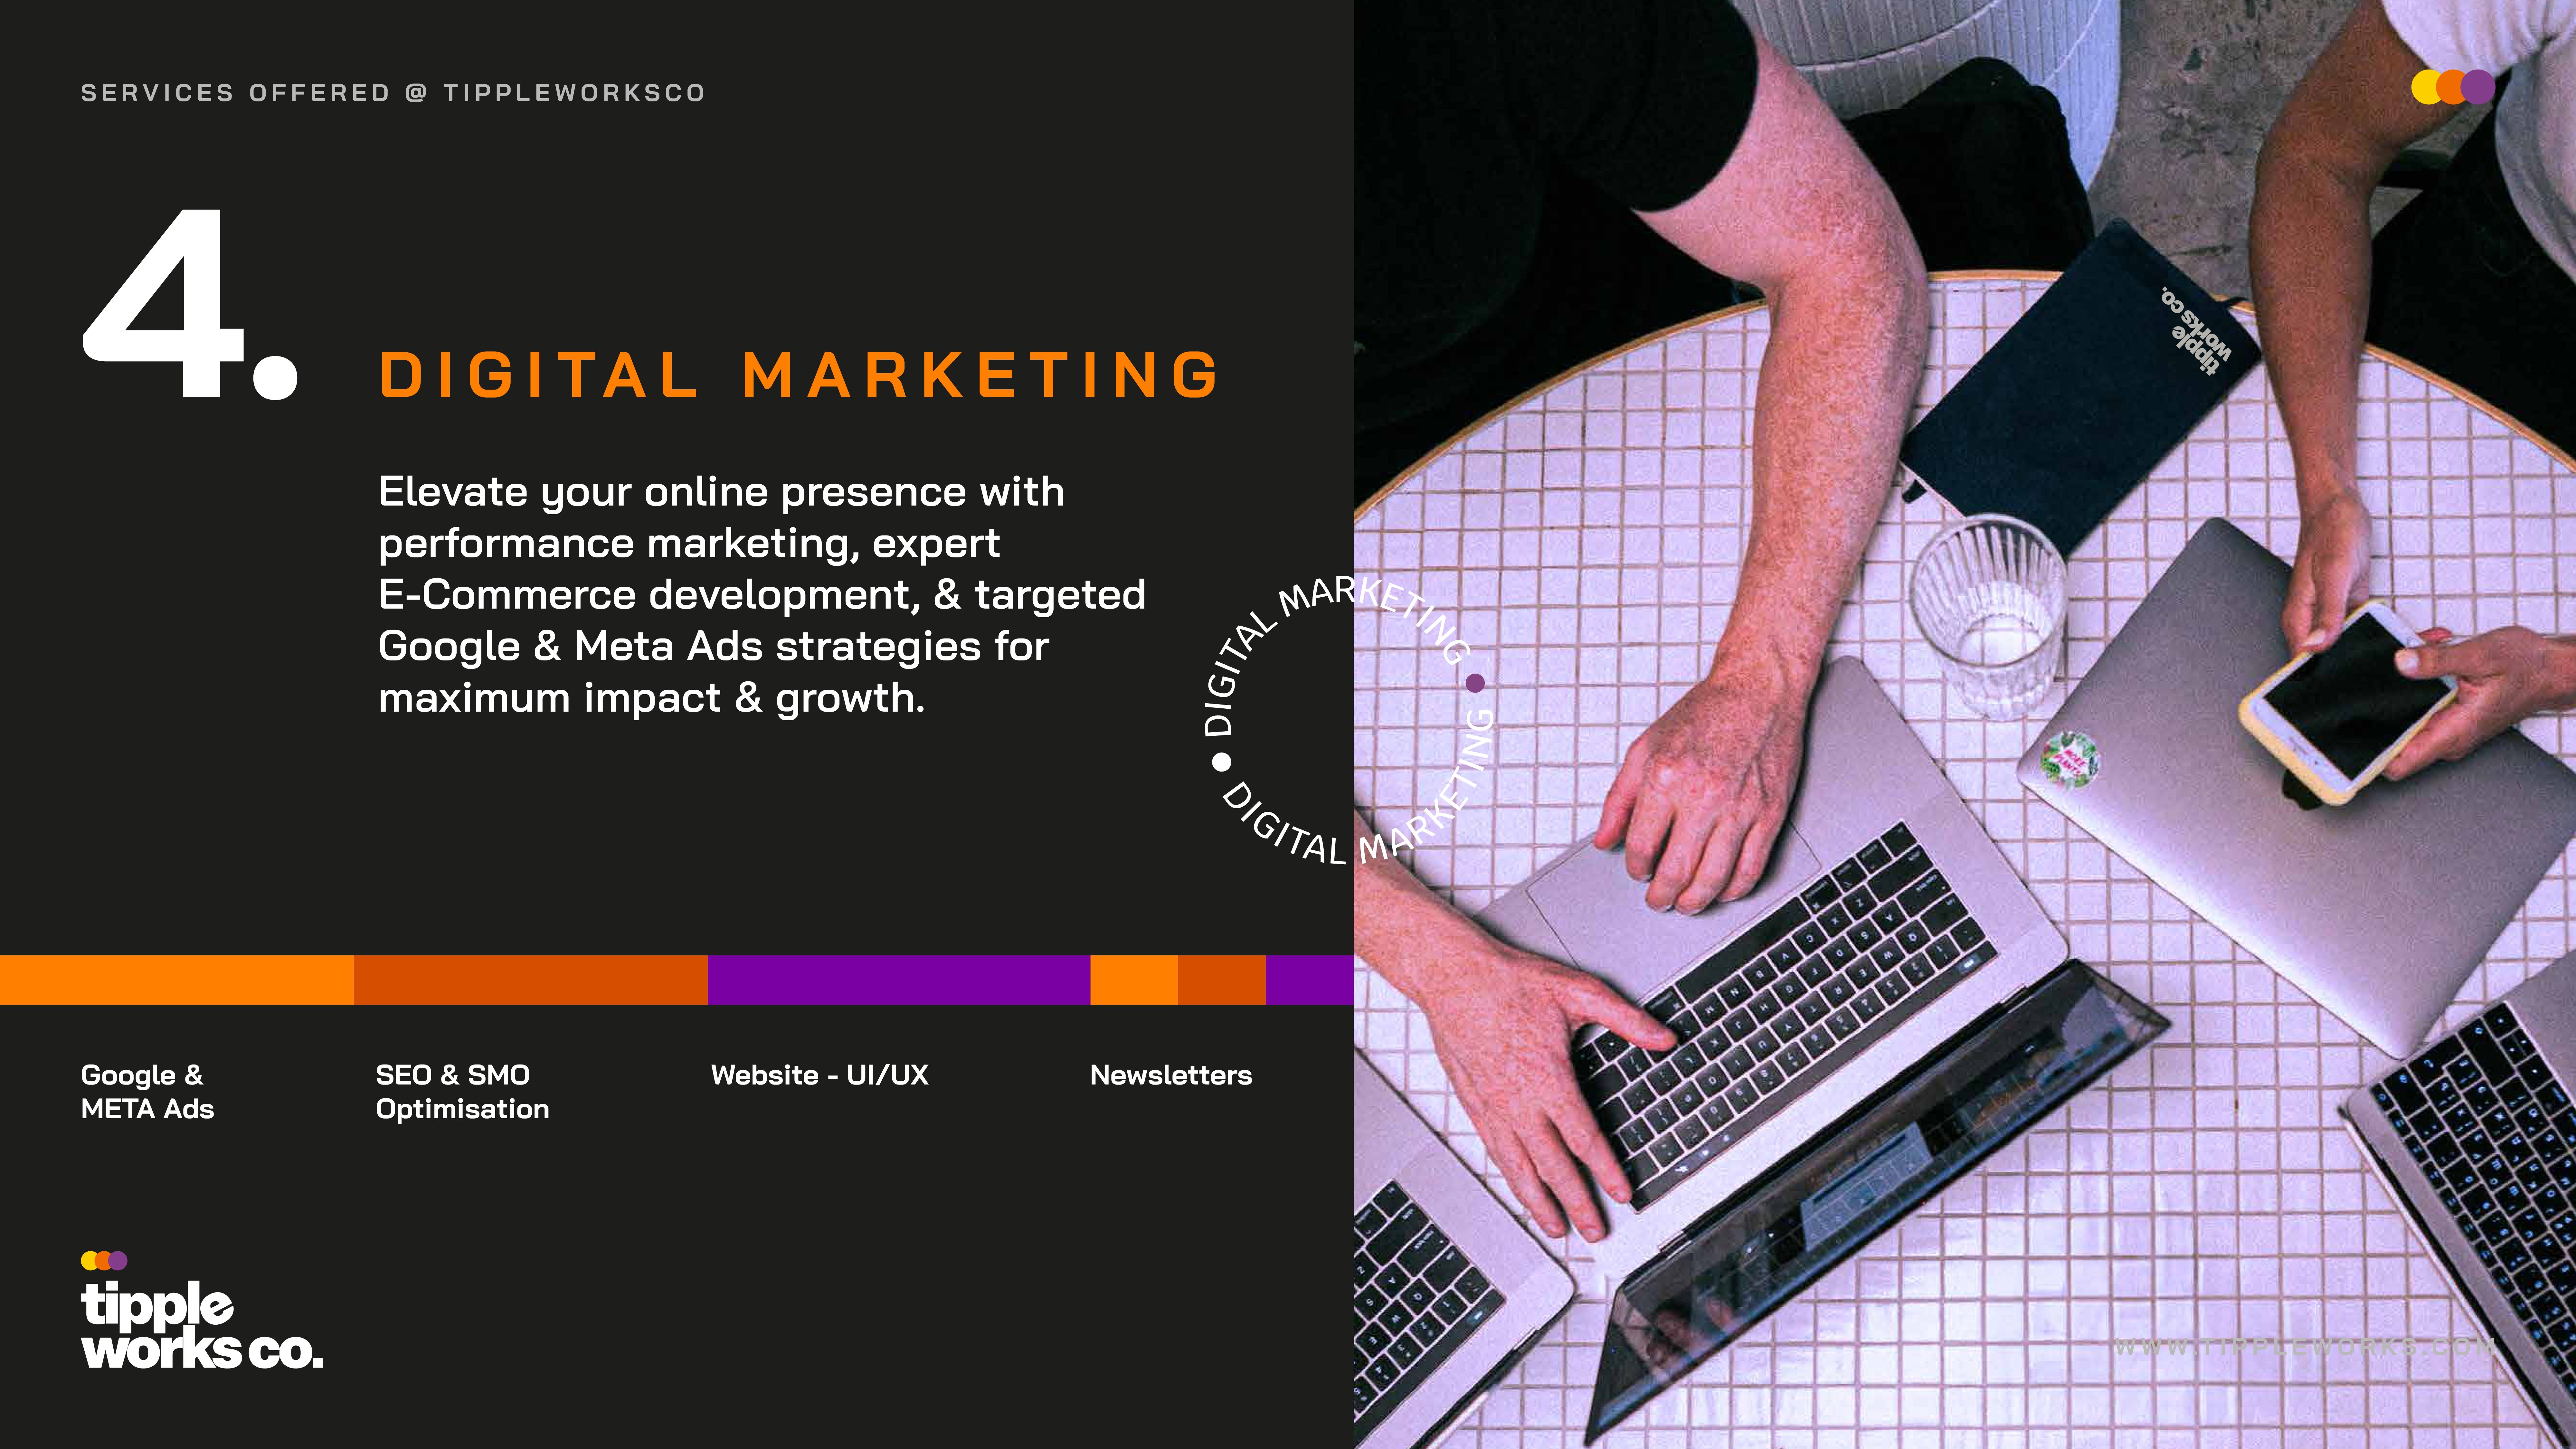 SERVICES OFFERED @ TIPPLEWORKSCO
4.
DIGITAL MARKETING
Elevate your online presence with
performance marketing, expert
E-Commerce development, & targeted
Google & Meta Ads strategies for
maximum impact & growth.
DIGITAL MARKETING • DIGITAL MARKETING •
Google &
META Ads
SEO & SMO
Optimisation
Website - UI/UX
Newsletters
tipple
works co.
tipple
works co.
MORE
PLANTS
WWW.TIPPLEWORKS.COM